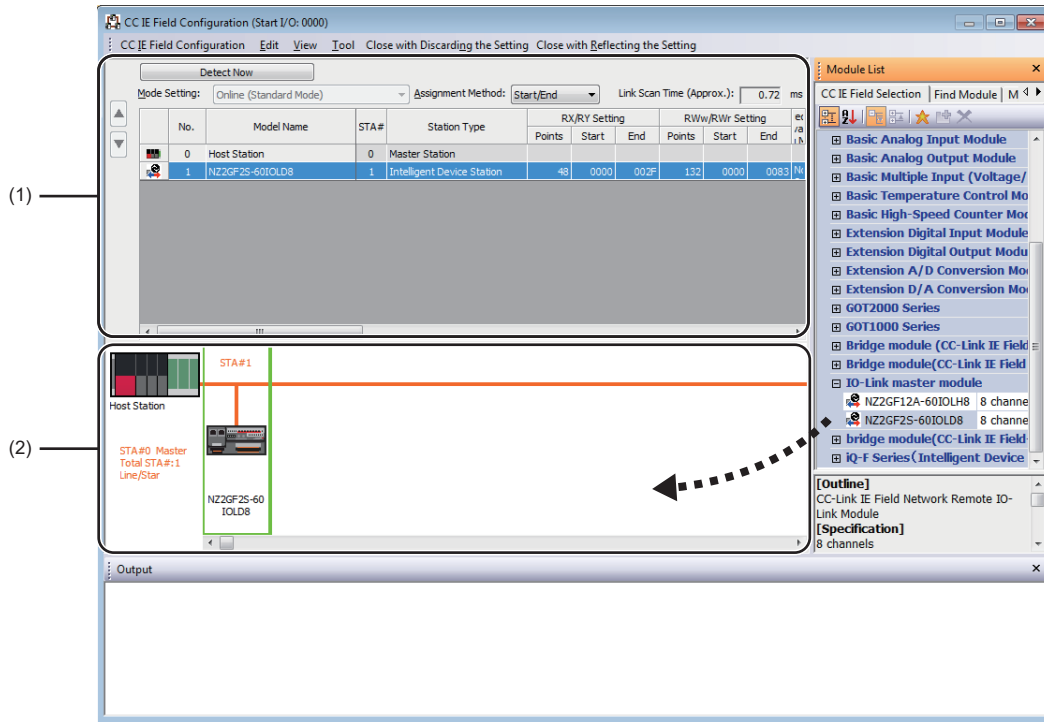 CC IE Field Configuration (Start I/O: 0000)
CC IE Field Configuration Edit View Tool Close with Discarding the Setting Close with Reflecting the Setting
Detect Now
Mode Setting: Online (Standard Mode) Assignment Method: Start/End Link Scan Time (Approx.): 0.72 ms
No. Model Name STA# Station Type RX/RY Setting RWw/RWr Setting
Points Start End Points Start End
0 Host Station 0 Master Station
1 NZ2GF2S-60IOLD8 1 Intelligent Device Station 48 0000 002F 132 0000 0083
(1)
STA#1
Host Station
STA#0 Master
Total STA#:1
Line/Star
NZ2GF2S-60
IOLD8
(2)
Module List
CC IE Field Selection Find Module M
Basic Analog Input Module
Basic Analog Output Module
Basic Multiple Input (Voltage/
Basic Temperature Control Mo
Basic High-Speed Counter Mod
Extension Digital Input Module
Extension Digital Output Modu
Extension A/D Conversion Mo
Extension D/A Conversion Mo
GOT2000 Series
GOT1000 Series
Bridge module (CC-Link IE Field
Bridge module(CC-Link IE Field
IO-Link master module
NZ2GF12A-60IOLH8 8 channe
NZ2GF2S-60IOLD8 8 channe
bridge module(CC-Link IE Field
iQ-F Series(Intelligent Device
[Outline]
CC-Link IE Field Network Remote IO-
Link Module
[Specification]
8 channels
Output